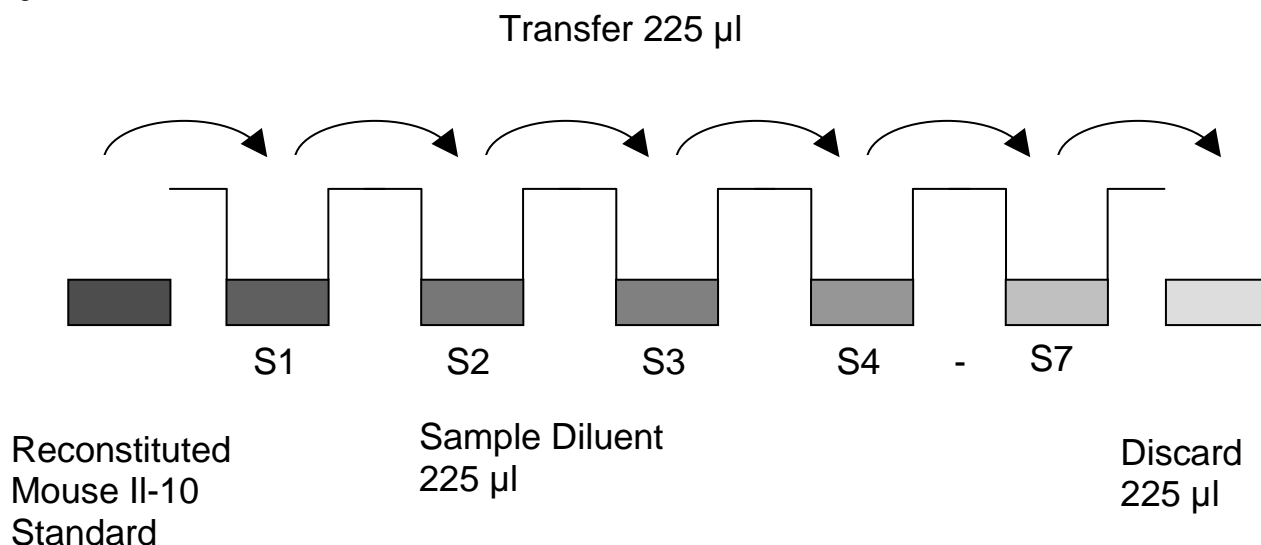 Transfer 225 µl
S1 S2 S3 S4 - S7
Reconstituted
Mouse II-10
Standard
Sample Diluent
225 µl
Discard
225 µl